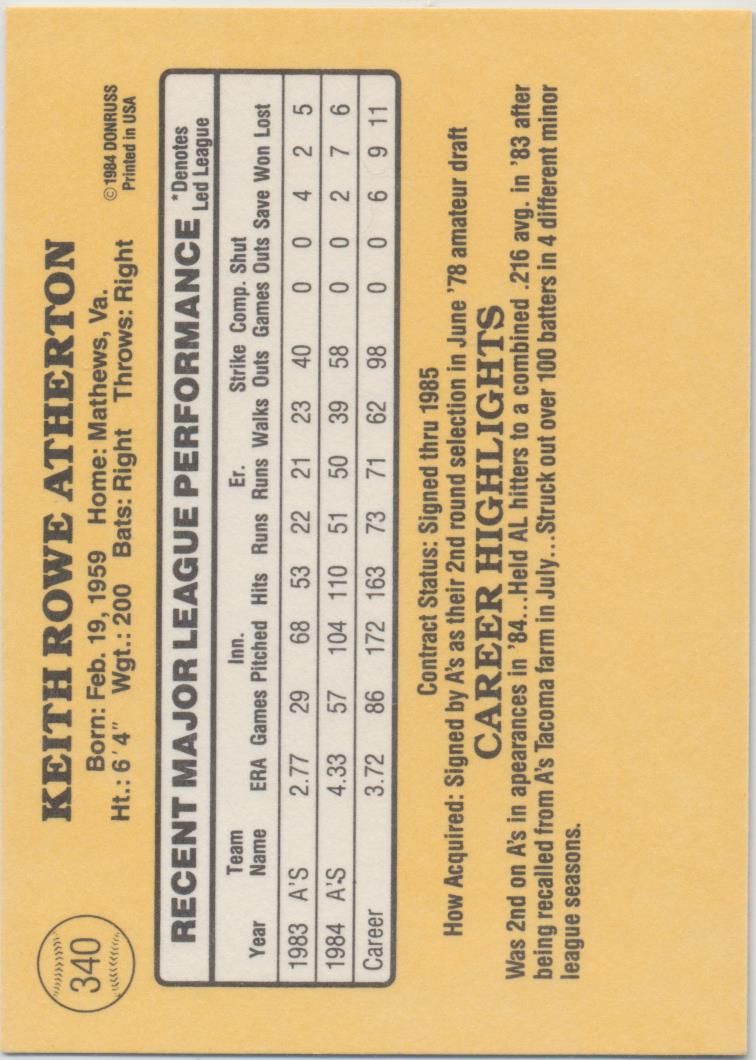 340
KEITH ROWE ATHERTON
Born: Feb. 19, 1959 Home: Mathews, Va.
Ht.: 6'4" Wgt.: 200 Bats: Right Throws: Right
©1984 DONRUSS
Printed in USA
RECENT MAJOR LEAGUE PERFORMANCE
*Denotes
Led League
Team Inn. Er. Strike Comp. Shut
Year Name ERA Games Pitched Hits Runs Runs Walks Outs Games Outs Save Won Lost
1983 A'S 2.77 29 68 53 22 21 23 40 0 0 4 2 5
1984 A'S 4.33 57 104 110 51 50 39 58 0 0 2 7 6
Career 3.72 86 172 163 73 71 62 98 0 0 6 9 11
Contract Status: Signed thru 1985
How Acquired: Signed by A's as their 2nd round selection in June '78 amateur draft
CAREER HIGHLIGHTS
Was 2nd on A's in apearances in '84...Held AL hitters to a combined .216 avg. in '83 after
being recalled from A's Tacoma farm in July...Struck out over 100 batters in 4 different minor
league seasons.